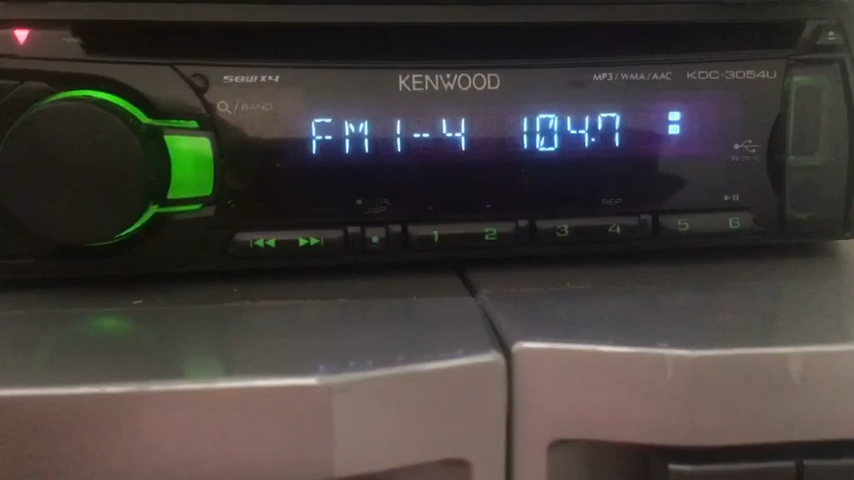 50W x4
KENWOOD
MP3/WMA/AAC KDC-3054U
/BAND
FM1-4 104.7
REP
1 2 3 4 5 6